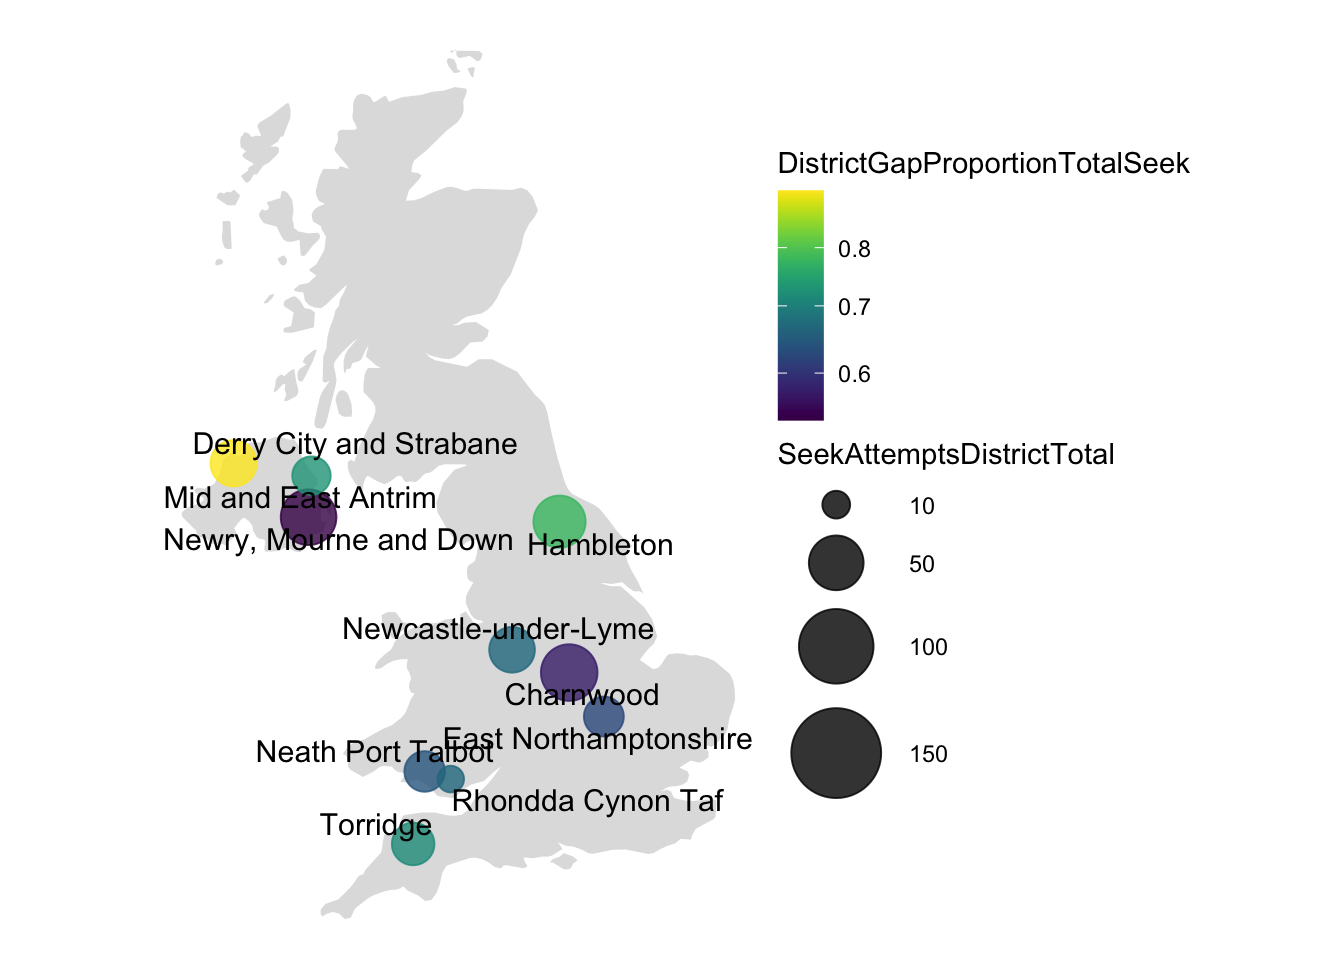 DistrictGapProportionTotalSeek
0.8
0.7
0.6
SeekAttemptsDistrictTotal
10
50
100
150
Derry City and Strabane
Mid and East Antrim
Newry, Mourne and Down
Hambleton
Newcastle-under-Lyme
Charnwood
East Northamptonshire
Neath Port Talbot
Rhondda Cynon Taf
Torridge